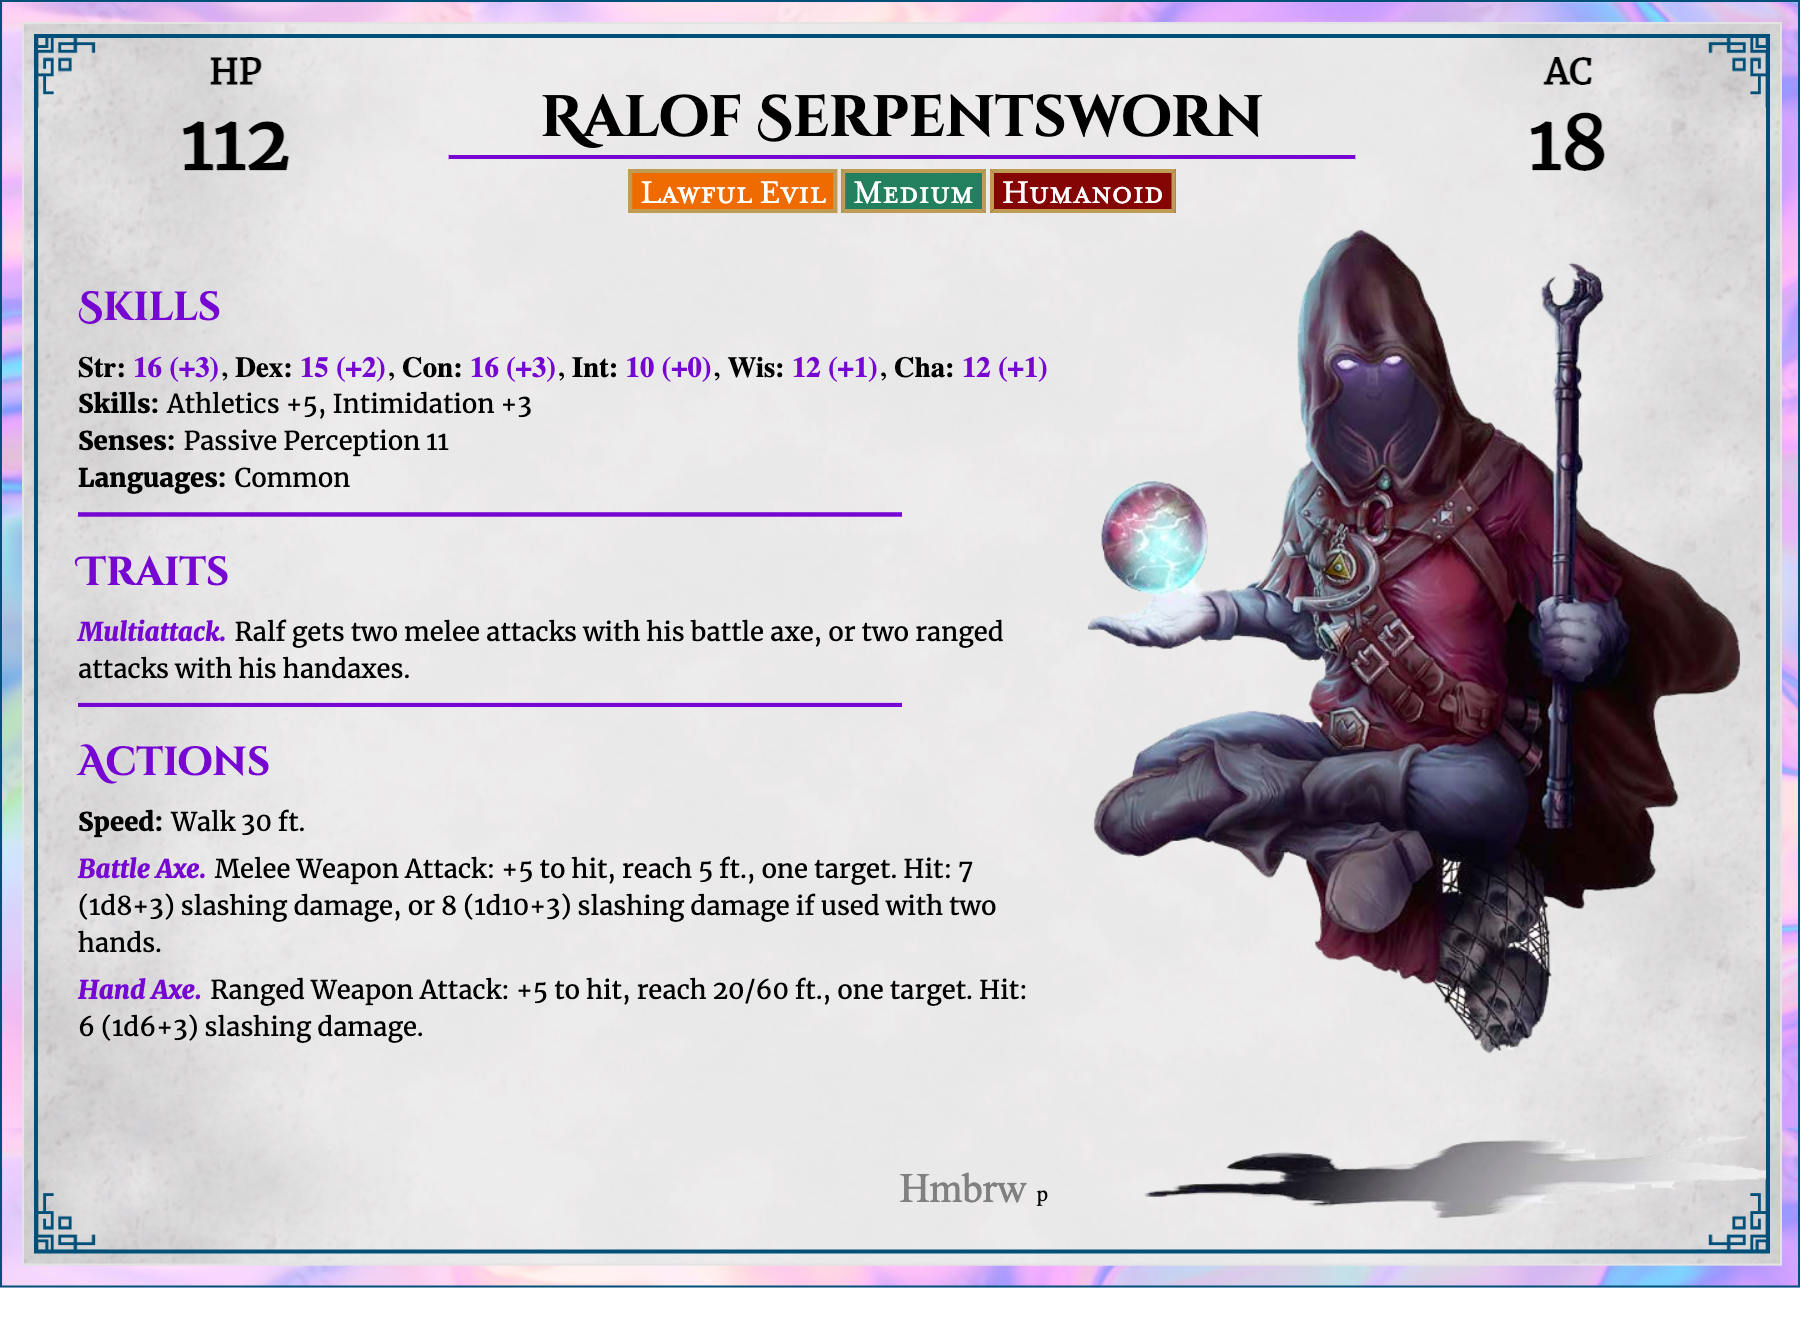 HP
112
Ralof Serpentsworn
AC
18
Lawful Evil Medium Humanoid
Skills
Str: 16 (+3), Dex: 15 (+2), Con: 16 (+3), Int: 10 (+0), Wis: 12 (+1), Cha: 12 (+1)
Skills: Athletics +5, Intimidation +3
Senses: Passive Perception 11
Languages: Common
Traits
Multiattack. Ralf gets two melee attacks with his battle axe, or two ranged
attacks with his handaxes.
Actions
Speed: Walk 30 ft.
Battle Axe. Melee Weapon Attack: +5 to hit, reach 5 ft., one target. Hit: 7
(1d8+3) slashing damage, or 8 (1d10+3) slashing damage if used with two
hands.
Hand Axe. Ranged Weapon Attack: +5 to hit, reach 20/60 ft., one target. Hit:
6 (1d6+3) slashing damage.
Hmbrw p